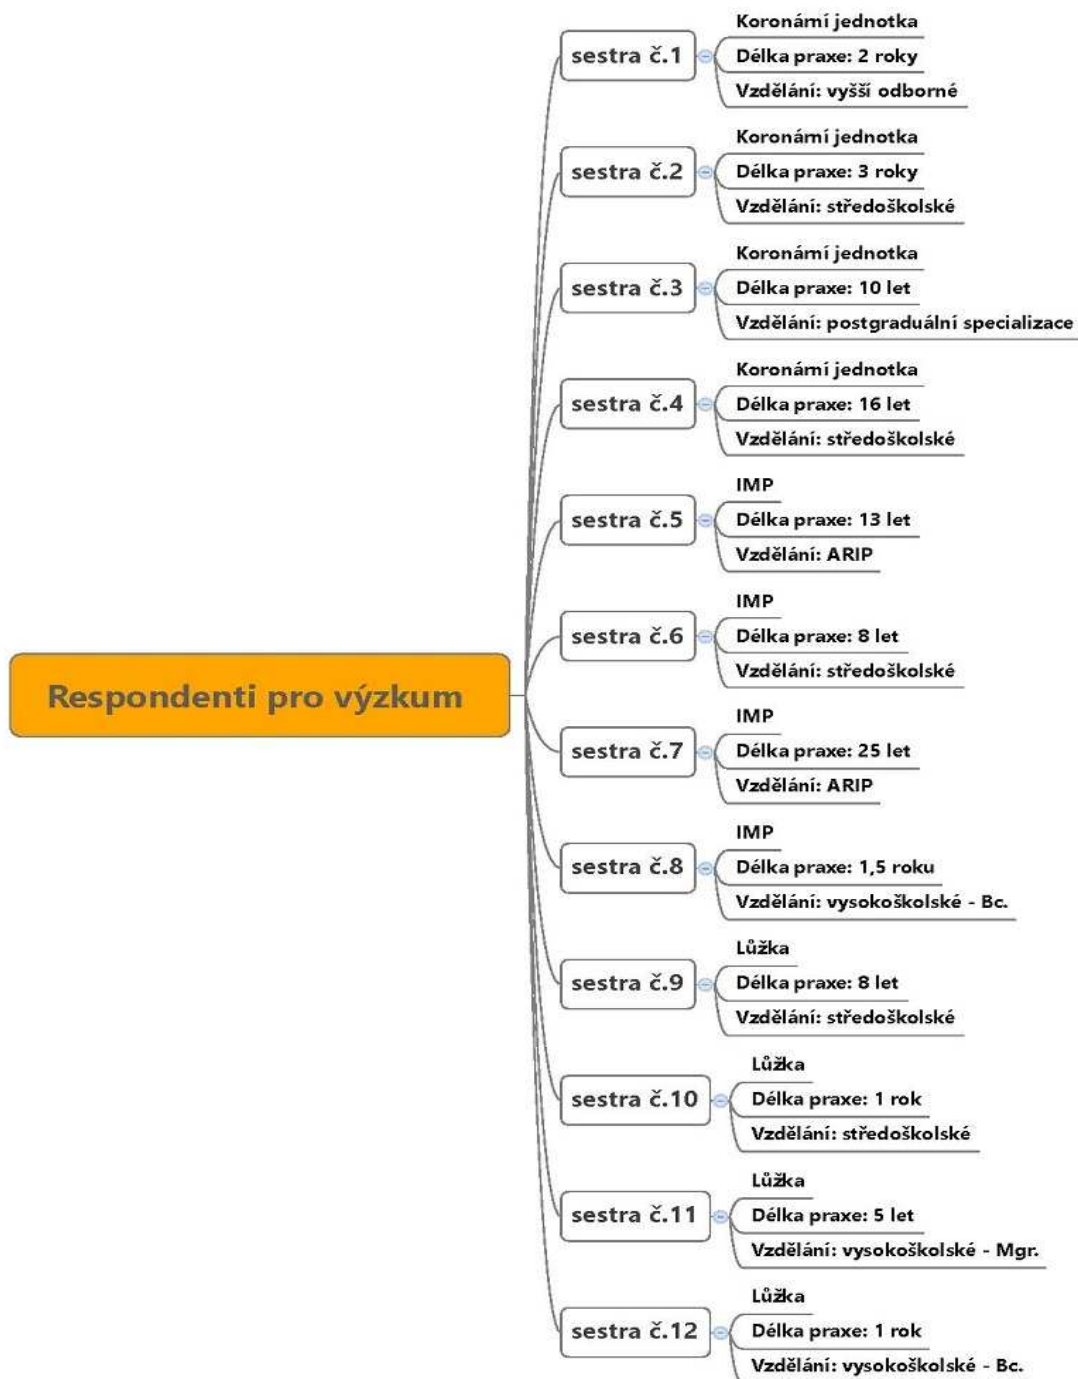 Respondenti pro výzkum
sestra č.1
Koronární jednotka
Délka praxe: 2 roky
Vzdělání: vyšší odborné
sestra č.2
Koronární jednotka
Délka praxe: 3 roky
Vzdělání: středoškolské
sestra č.3
Koronární jednotka
Délka praxe: 10 let
Vzdělání: postgraduální specializace
sestra č.4
Koronární jednotka
Délka praxe: 16 let
Vzdělání: středoškolské
sestra č.5
IMP
Délka praxe: 13 let
Vzdělání: ARIP
sestra č.6
IMP
Délka praxe: 8 let
Vzdělání: středoškolské
sestra č.7
IMP
Délka praxe: 25 let
Vzdělání: ARIP
sestra č.8
IMP
Délka praxe: 1,5 roku
Vzdělání: vysokoškolské - Bc.
sestra č.9
Lůžka
Délka praxe: 8 let
Vzdělání: středoškolské
sestra č.10
Lůžka
Délka praxe: 1 rok
Vzdělání: středoškolské
sestra č.11
Lůžka
Délka praxe: 5 let
Vzdělání: vysokoškolské - Mgr.
sestra č.12
Lůžka
Délka praxe: 1 rok
Vzdělání: vysokoškolské - Bc.